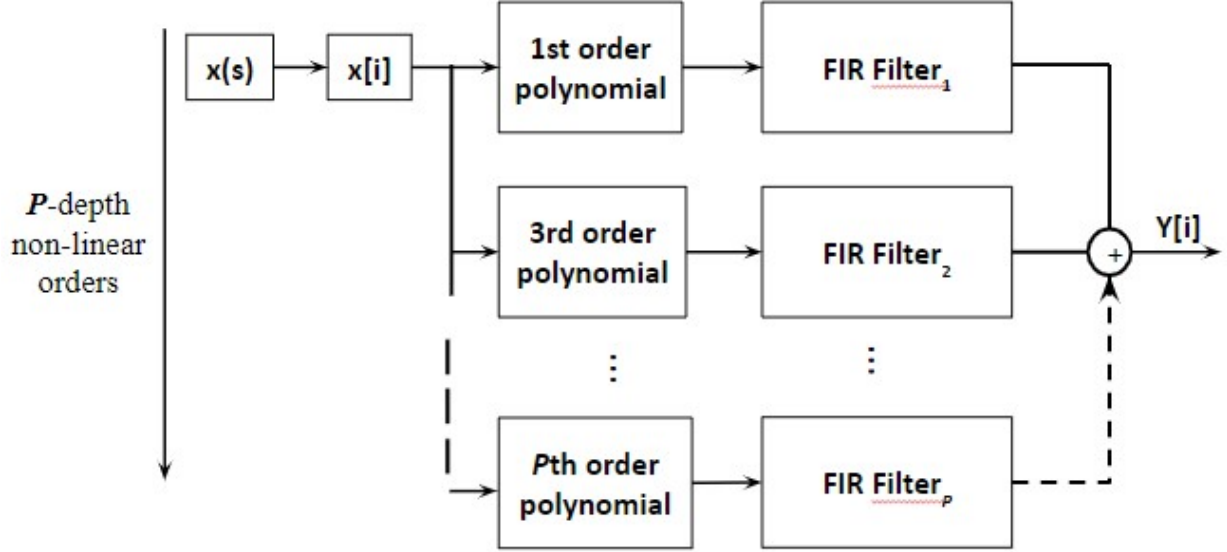 x(s)
x[i]
1st order
polynomial
FIR Filter₁
P-depth
non-linear
orders
3rd order
polynomial
FIR Filter₂
+
Y[i]
⋮
⋮
Pth order
polynomial
FIR Filterₚ